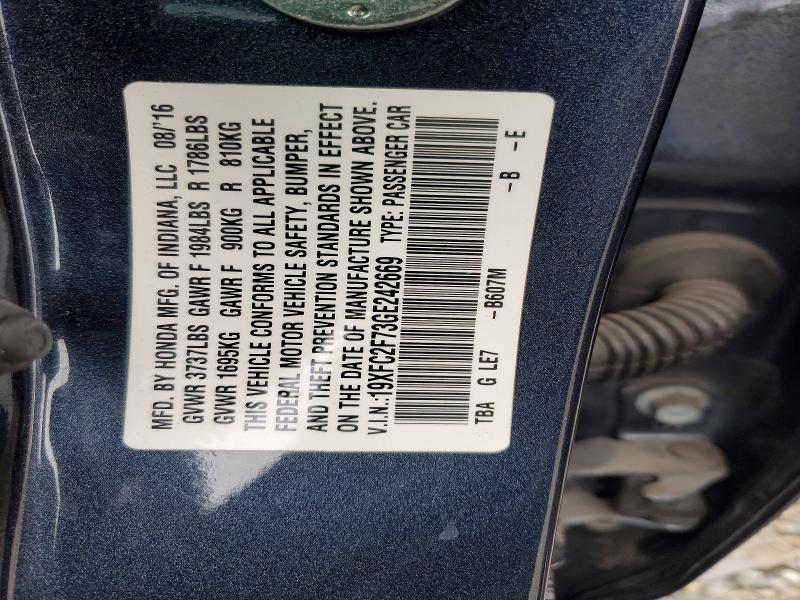 MFD. BY HONDA MFG. OF INDIANA, LLC 08/'16
GVWR 3737LBS GAWR F 1984LBS R 1786LBS
GVWR 1695KG GAWR F 900KG R 810KG
THIS VEHICLE CONFORMS TO ALL APPLICABLE
FEDERAL MOTOR VEHICLE SAFETY, BUMPER,
AND THEFT PREVENTION STANDARDS IN EFFECT
ON THE DATE OF MANUFACTURE SHOWN ABOVE.
V.I.N.:19XFC2F73GE242669 TYPE: PASSENGER CAR
TBA G LE7 -B607M -B -E